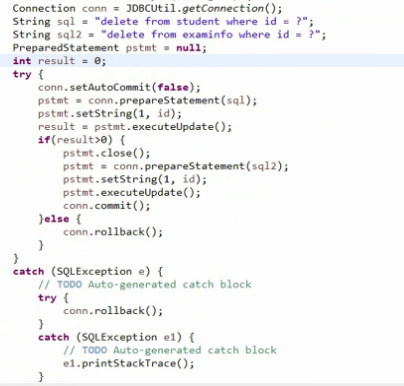 Connection conn = JDBCUtil.getConnection();
String sql = "delete from student where id = ?";
String sql2 = "delete from examinfo where id = ?";
PreparedStatement pstmt = null;
int result = 0;
try {
conn.setAutoCommit(false);
pstmt = conn.prepareStatement(sql);
pstmt.setString(1, id);
result = pstmt.executeUpdate();
if(result>0) {
pstmt.close();
pstmt = conn.prepareStatement(sql2);
pstmt.setString(1, id);
pstmt.executeUpdate();
conn.commit();
}else {
conn.rollback();
}
}
catch (SQLException e) {
// TODO Auto-generated catch block
try {
conn.rollback();
}
catch (SQLException e1) {
// TODO Auto-generated catch block
e1.printStackTrace();
}